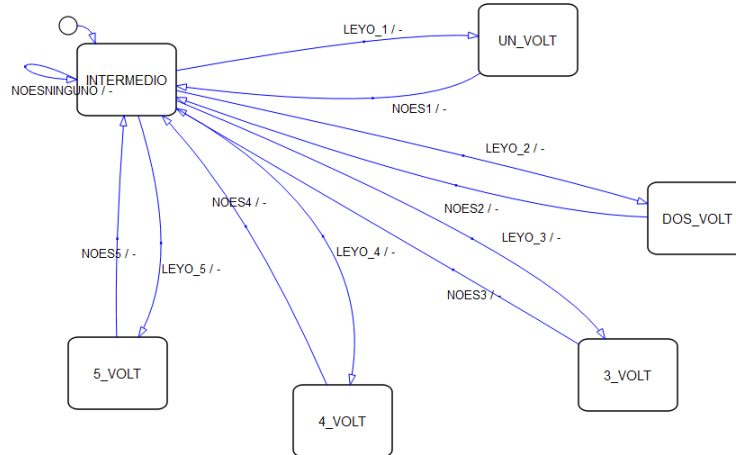 LEYO_1 / -
UN_VOLT
INTERMEDIO
NOESNINGUNO / -
NOES1 / -
LEYO_2 / -
NOES4 / -
NOES2 / -
DOS_VOLT
LEYO_3 / -
NOES5 / -
LEYO_4 / -
LEYO_5 / -
NOES3 / -
5_VOLT
3_VOLT
4_VOLT